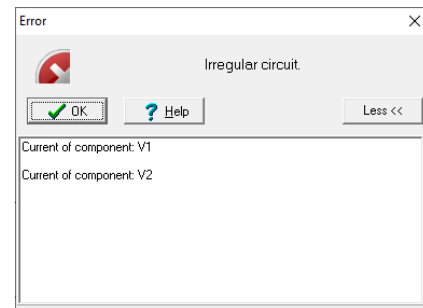 Error
Irregular circuit.
OK
? Help
Less <<
Current of component: V1
Current of component: V2